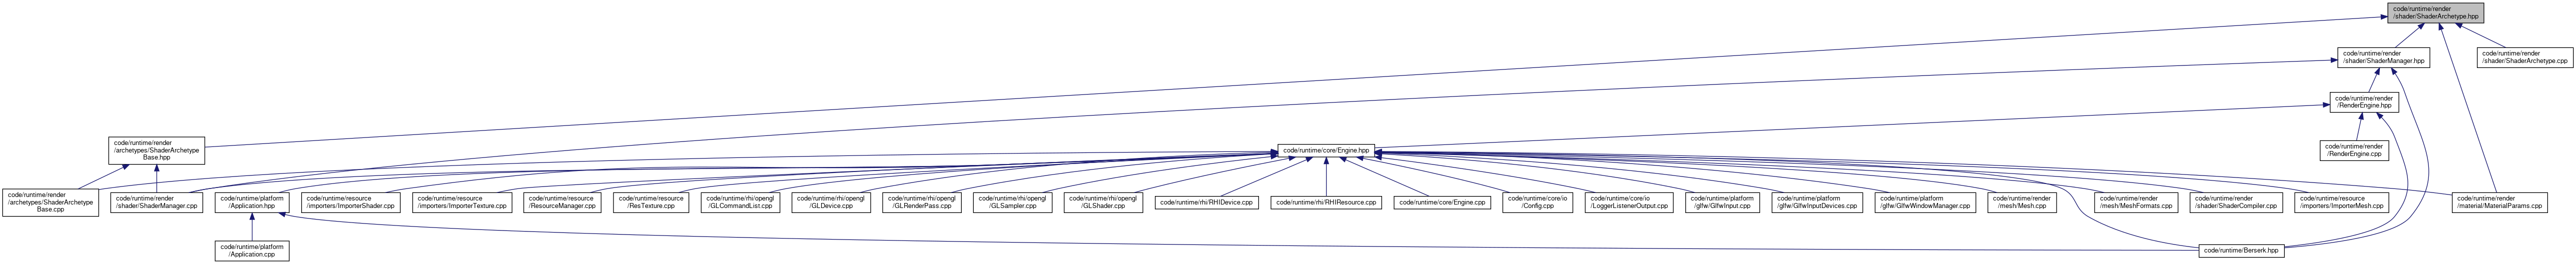 code/runtime/render
/shader/ShaderArchetype.hpp
code/runtime/render
/shader/ShaderManager.hpp
code/runtime/render
/shader/ShaderArchetype.cpp
code/runtime/render
/RenderEngine.hpp
code/runtime/render
/archetypes/ShaderArchetype
Base.hpp
code/runtime/core/Engine.hpp
code/runtime/render
/RenderEngine.cpp
code/runtime/render
/archetypes/ShaderArchetype
Base.cpp
code/runtime/render
/shader/ShaderManager.cpp
code/runtime/platform
/Application.hpp
code/runtime/resource
/importers/ImporterShader.cpp
code/runtime/resource
/importers/ImporterTexture.cpp
code/runtime/resource
/ResourceManager.cpp
code/runtime/resource
/ResTexture.cpp
code/runtime/rhi/opengl
/GLCommandList.cpp
code/runtime/rhi/opengl
/GLDevice.cpp
code/runtime/rhi/opengl
/GLRenderPass.cpp
code/runtime/rhi/opengl
/GLSampler.cpp
code/runtime/rhi/opengl
/GLShader.cpp
code/runtime/rhi/RHIDevice.cpp
code/runtime/rhi/RHIResource.cpp
code/runtime/core/Engine.cpp
code/runtime/core/io
/Config.cpp
code/runtime/core/io
/LoggerListenerOutput.cpp
code/runtime/platform
/glfw/GlfwInput.cpp
code/runtime/platform
/glfw/GlfwInputDevices.cpp
code/runtime/platform
/glfw/GlfwWindowManager.cpp
code/runtime/render
/mesh/Mesh.cpp
code/runtime/render
/mesh/MeshFormats.cpp
code/runtime/render
/shader/ShaderCompiler.cpp
code/runtime/resource
/importers/ImporterMesh.cpp
code/runtime/render
/material/MaterialParams.cpp
code/runtime/platform
/Application.cpp
code/runtime/Berserk.hpp